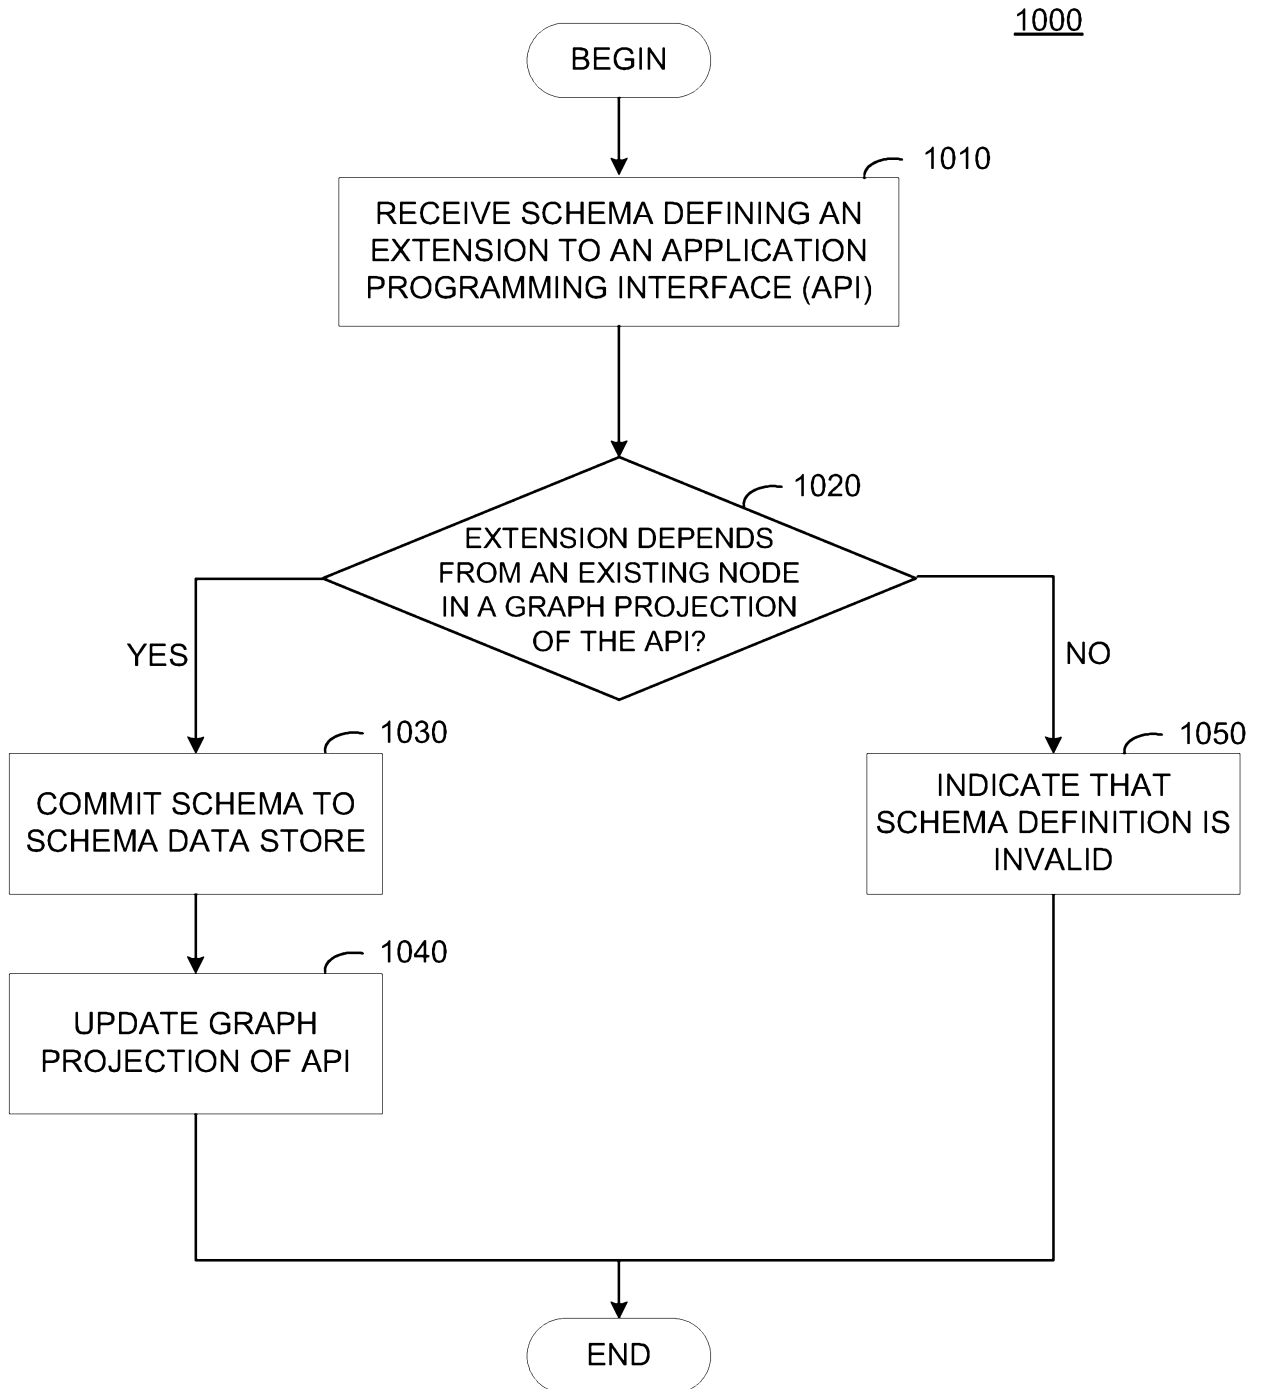 1000
BEGIN
1010
RECEIVE SCHEMA DEFINING AN
EXTENSION TO AN APPLICATION
PROGRAMMING INTERFACE (API)
1020
EXTENSION DEPENDS
FROM AN EXISTING NODE
IN A GRAPH PROJECTION
OF THE API?
YES
NO
1030
COMMIT SCHEMA TO
SCHEMA DATA STORE
1050
INDICATE THAT
SCHEMA DEFINITION IS
INVALID
1040
UPDATE GRAPH
PROJECTION OF API
END